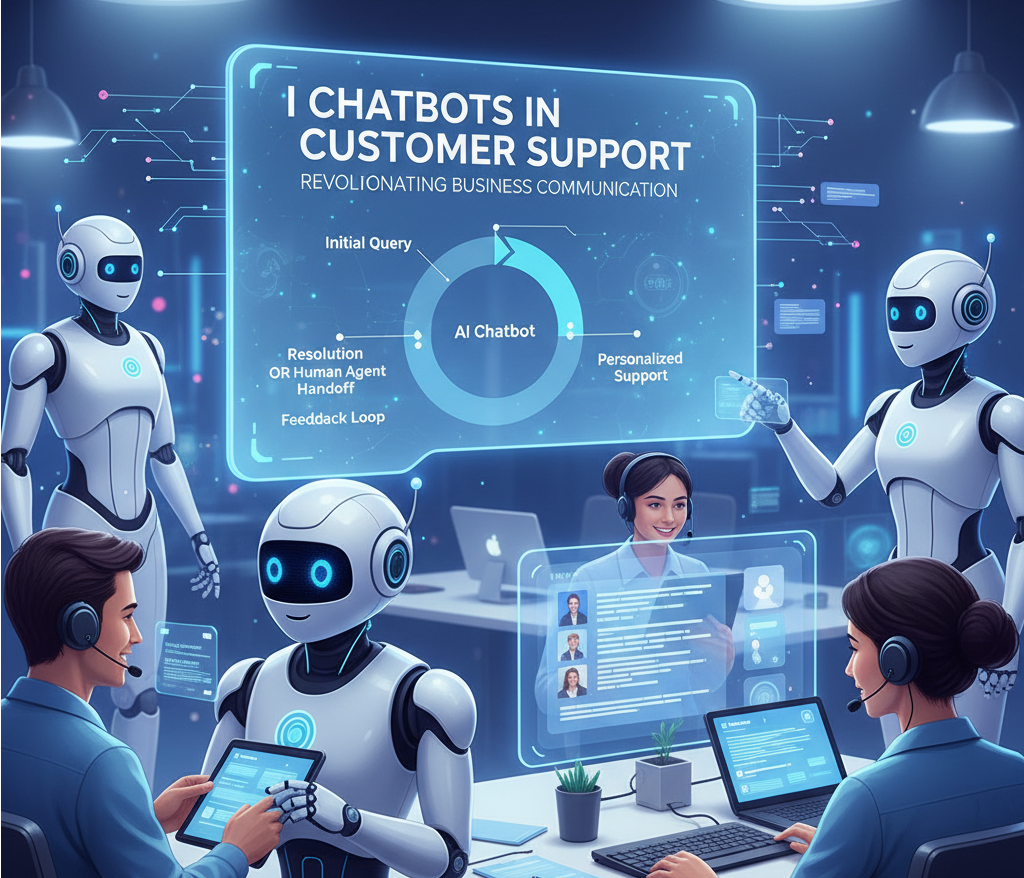 I CHATBOTS IN
CUSTOMER SUPPORT
REVOLIONATING BUSINESS COMMUNICATION
Initial Query
AI Chatbot
Resolution
OR Human Agent
Handoff
Personalized
Support
Feeddack Loop